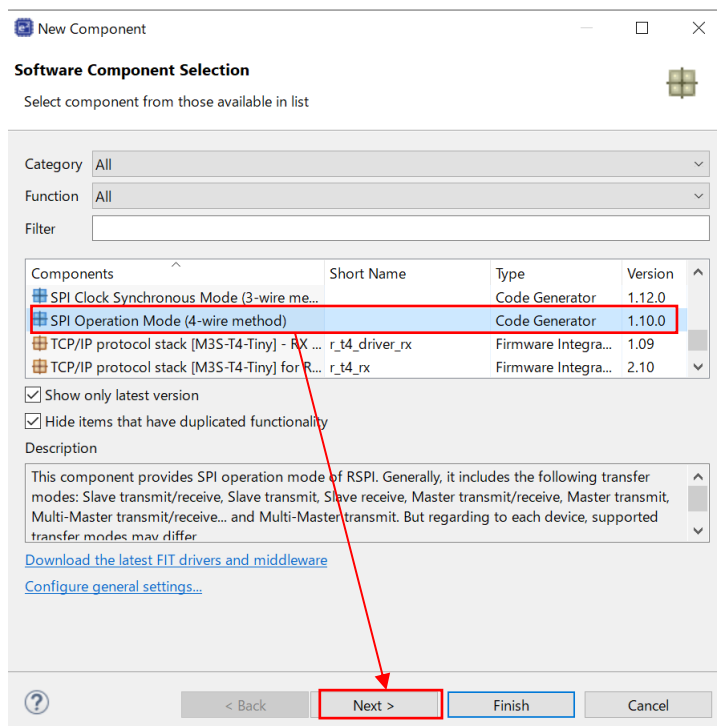 New Component
Software Component Selection
Select component from those available in list
Category All
Function All
Filter
Components Short Name Type Version
SPI Clock Synchronous Mode (3-wire me... Code Generator 1.12.0
SPI Operation Mode (4-wire method) Code Generator 1.10.0
TCP/IP protocol stack [M3S-T4-Tiny] - RX ... r_t4_driver_rx Firmware Integra... 1.09
TCP/IP protocol stack [M3S-T4-Tiny] for R... r_t4_rx Firmware Integra... 2.10
Show only latest version
Hide items that have duplicated functionality
Description
This component provides SPI operation mode of RSPI. Generally, it includes the following transfer
modes: Slave transmit/receive, Slave transmit, Slave receive, Master transmit/receive, Master transmit,
Multi-Master transmit/receive... and Multi-Master transmit. But regarding to each device, supported
transfer modes may differ
Download the latest FIT drivers and middleware
Configure general settings...
? < Back Next > Finish Cancel